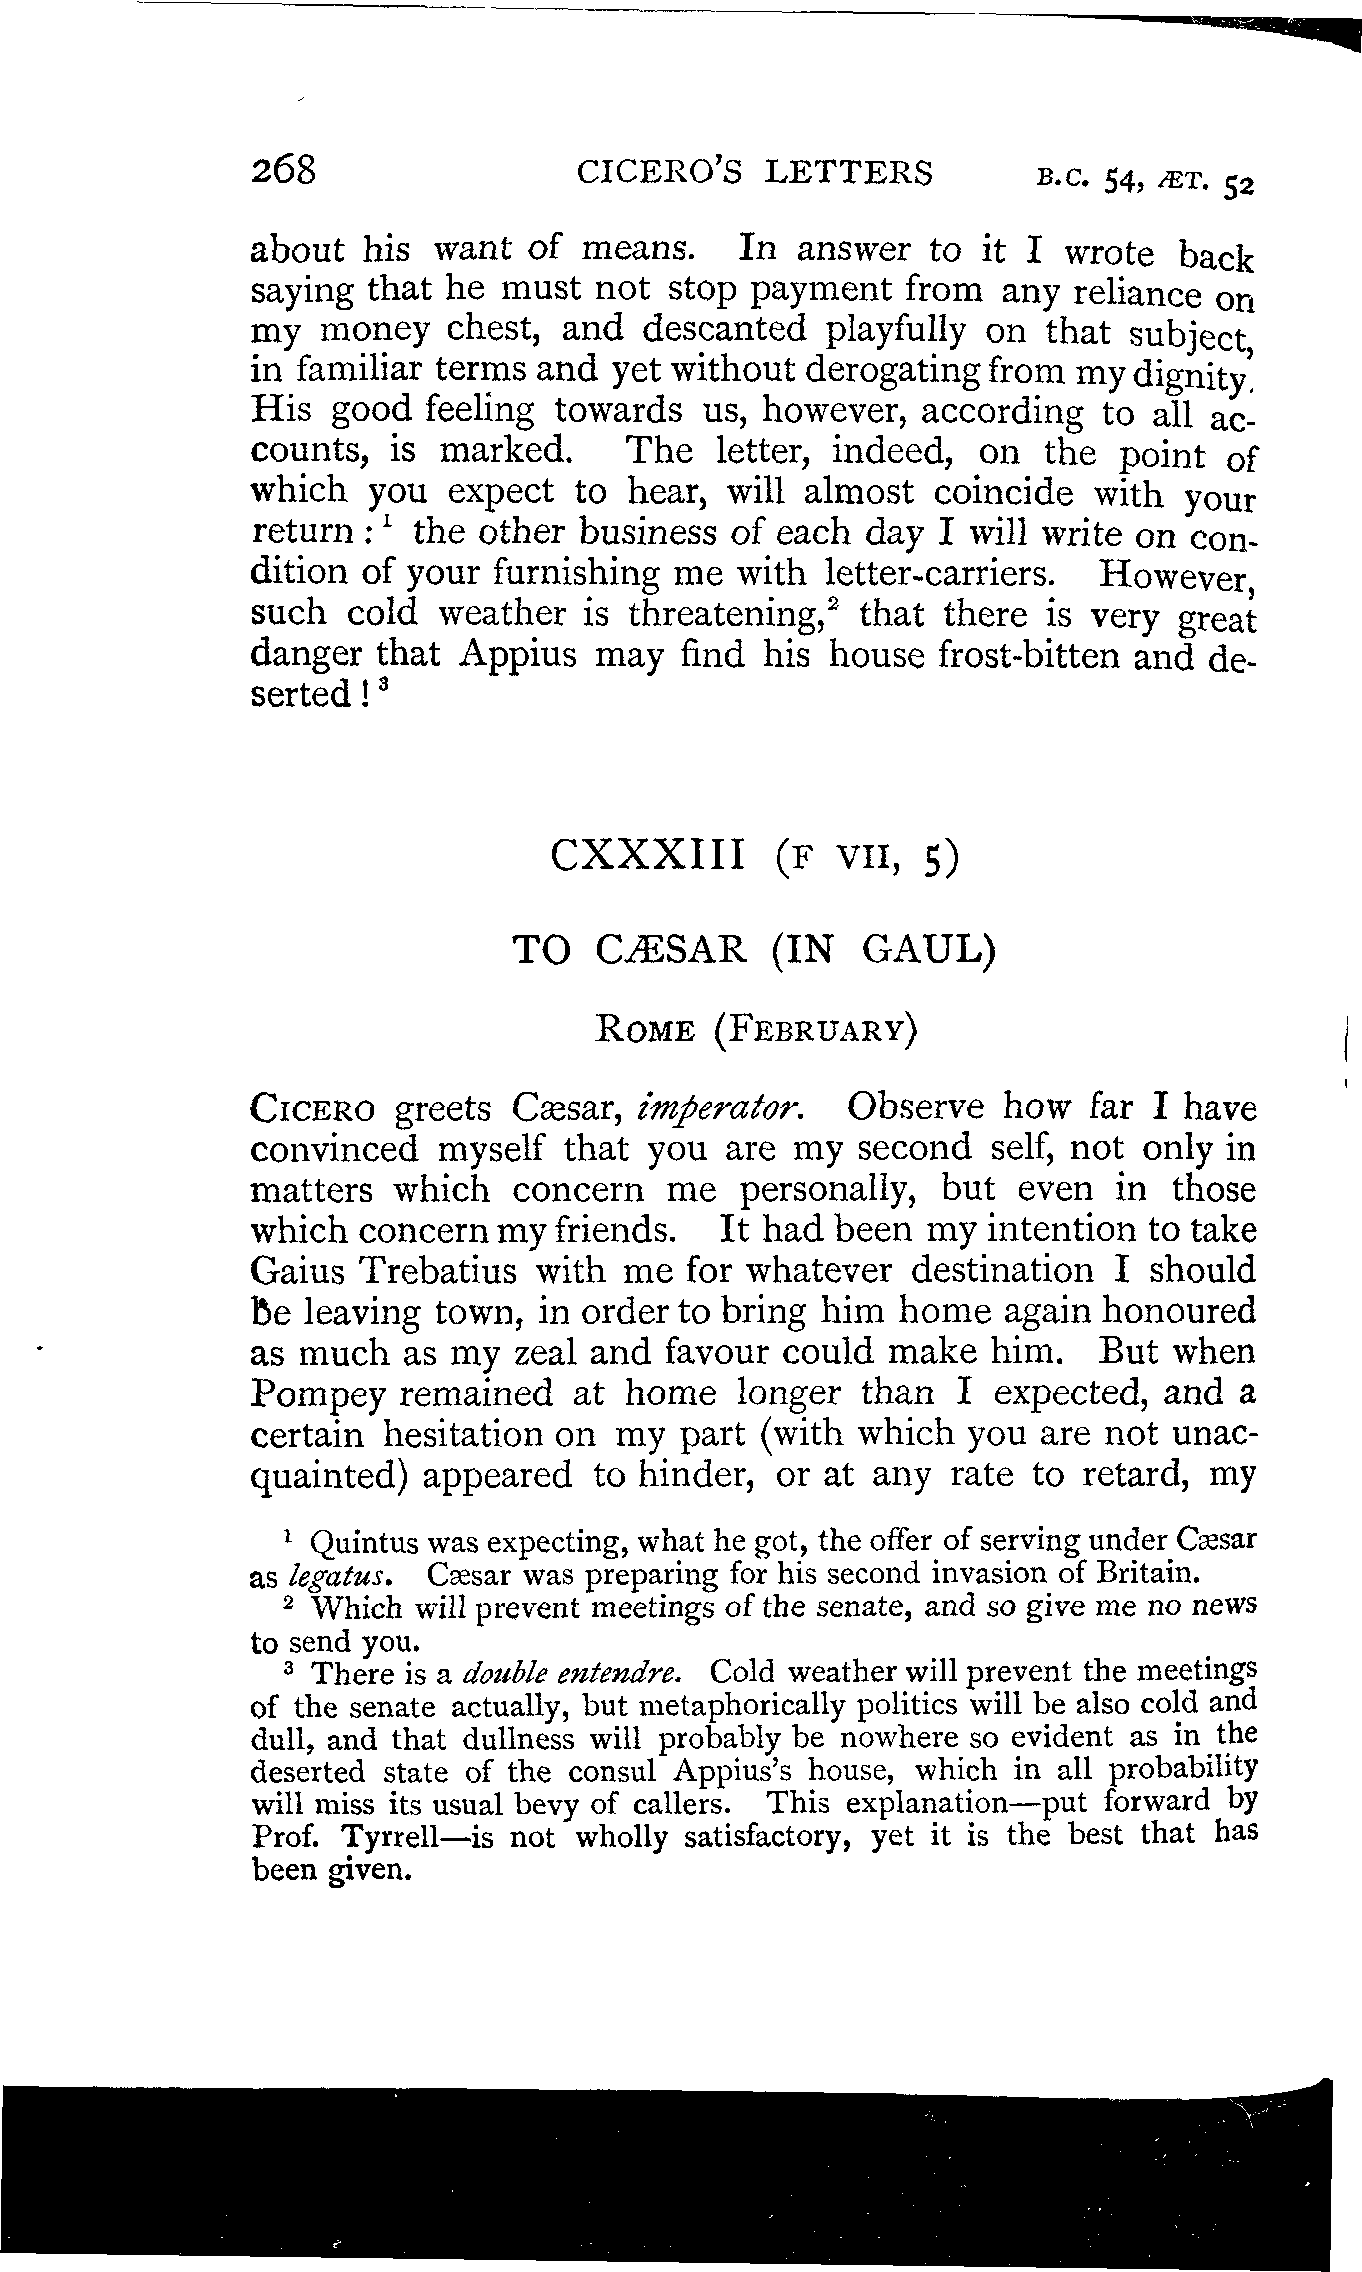 268 CICERO'S LETTERS B.C. 54, ÆT. 52
about his want of means. In answer to it I wrote back
saying that he must not stop payment from any reliance on
my money chest, and descanted playfully on that subject,
in familiar terms and yet without derogating from my dignity.
His good feeling towards us, however, according to all ac-
counts, is marked. The letter, indeed, on the point of
which you expect to hear, will almost coincide with your
return :¹ the other business of each day I will write on con-
dition of your furnishing me with letter-carriers. However,
such cold weather is threatening,² that there is very great
danger that Appius may find his house frost-bitten and de-
serted !³
CXXXIII (F VII, 5)
TO CÆSAR (IN GAUL)
ROME (FEBRUARY)
CICERO greets Cæsar, imperator. Observe how far I have
convinced myself that you are my second self, not only in
matters which concern me personally, but even in those
which concern my friends. It had been my intention to take
Gaius Trebatius with me for whatever destination I should
be leaving town, in order to bring him home again honoured
as much as my zeal and favour could make him. But when
Pompey remained at home longer than I expected, and a
certain hesitation on my part (with which you are not unac-
quainted) appeared to hinder, or at any rate to retard, my
¹ Quintus was expecting, what he got, the offer of serving under Cæsar
as legatus. Cæsar was preparing for his second invasion of Britain.
² Which will prevent meetings of the senate, and so give me no news
to send you.
³ There is a double entendre. Cold weather will prevent the meetings
of the senate actually, but metaphorically politics will be also cold and
dull, and that dullness will probably be nowhere so evident as in the
deserted state of the consul Appius's house, which in all probability
will miss its usual bevy of callers. This explanation—put forward by
Prof. Tyrrell—is not wholly satisfactory, yet it is the best that has
been given.